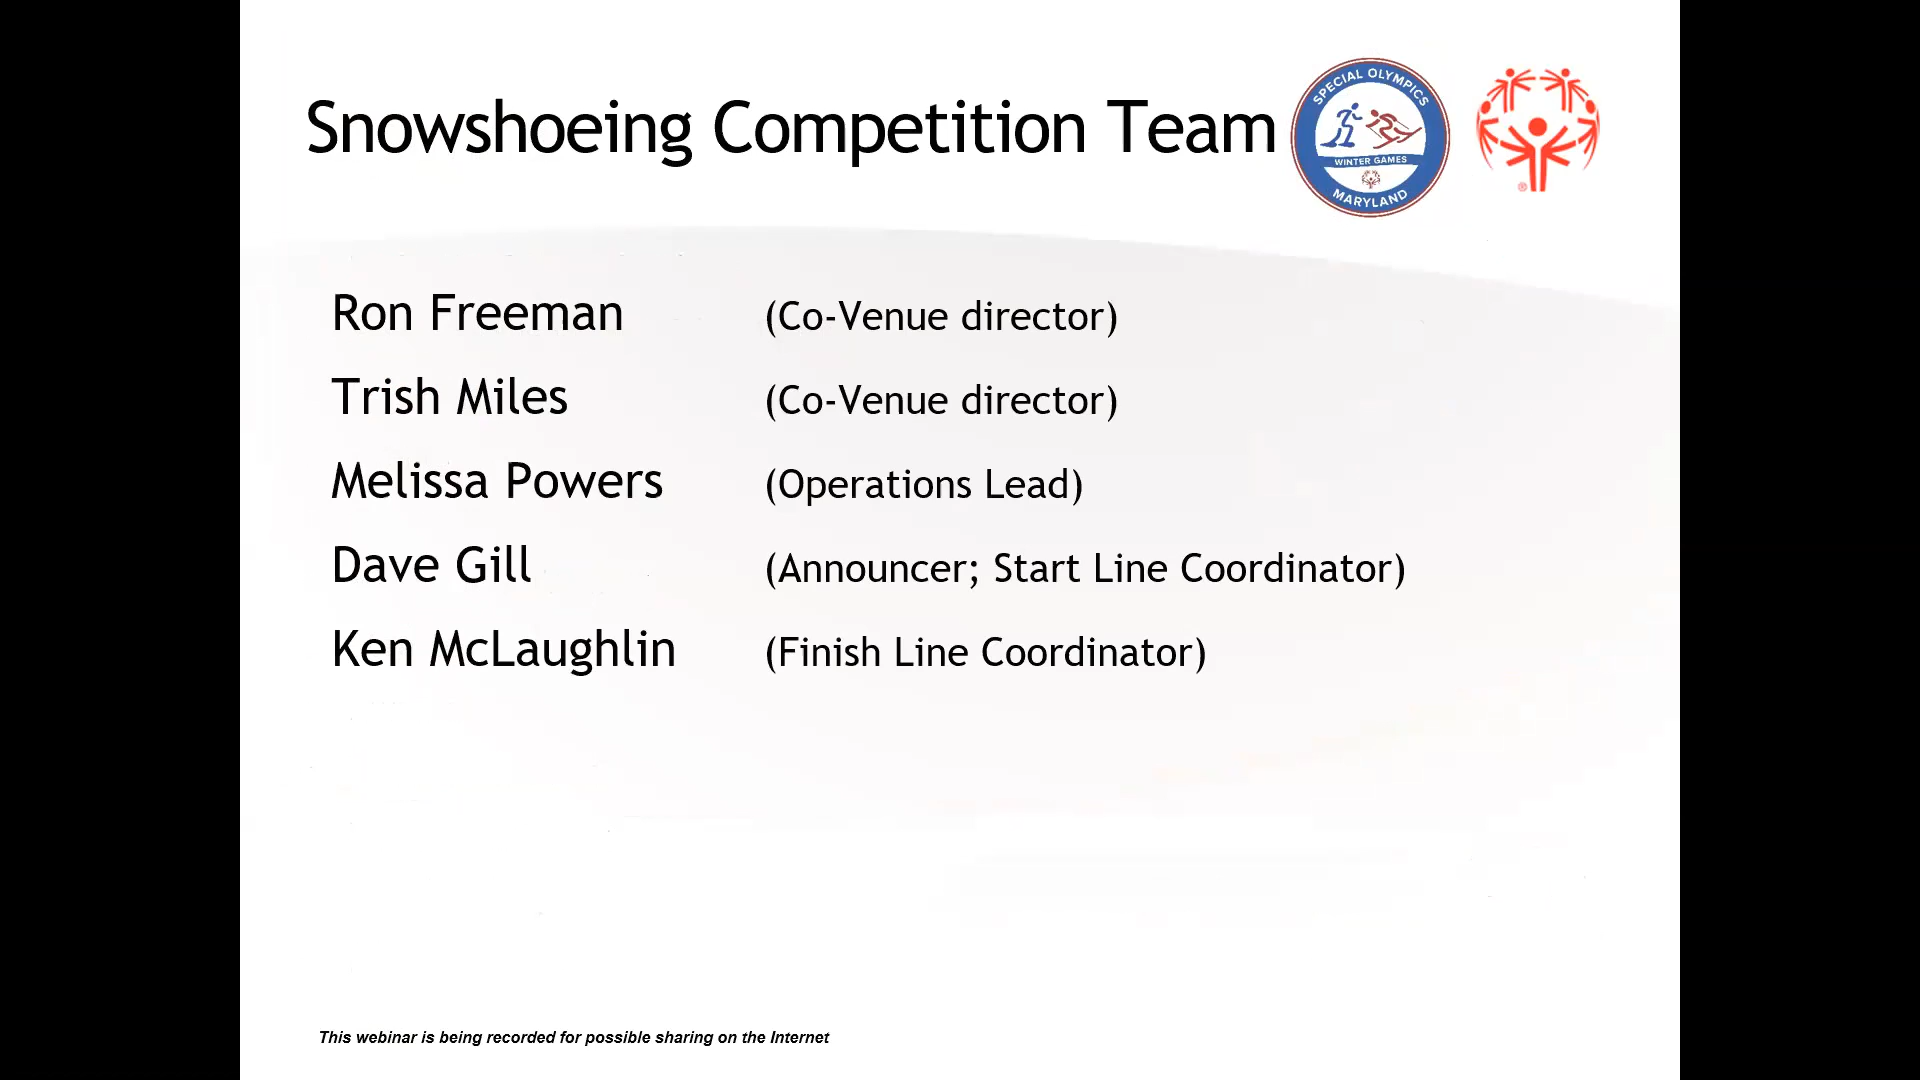 Snowshoeing Competition Team
SPECIAL OLYMPICS
WINTER GAMES
MARYLAND
®
Ron Freeman (Co-Venue director)
Trish Miles (Co-Venue director)
Melissa Powers (Operations Lead)
Dave Gill (Announcer; Start Line Coordinator)
Ken McLaughlin (Finish Line Coordinator)
This webinar is being recorded for possible sharing on the Internet